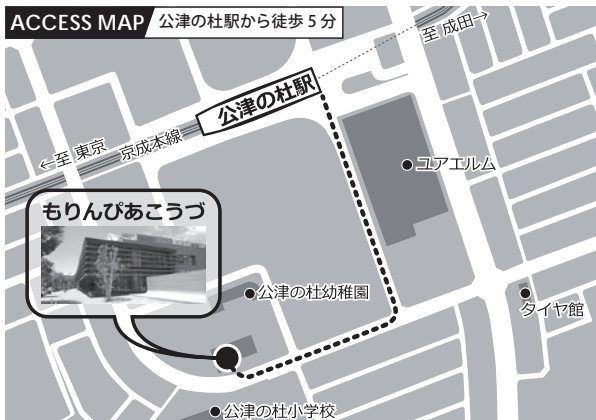 ACCESS MAP 公津の杜駅から徒歩5分
至 成田→
公津の杜駅
←至 東京 京成本線
ユアエルム
もりんぴあこうづ
公津の杜幼稚園
タイヤ館
公津の杜小学校